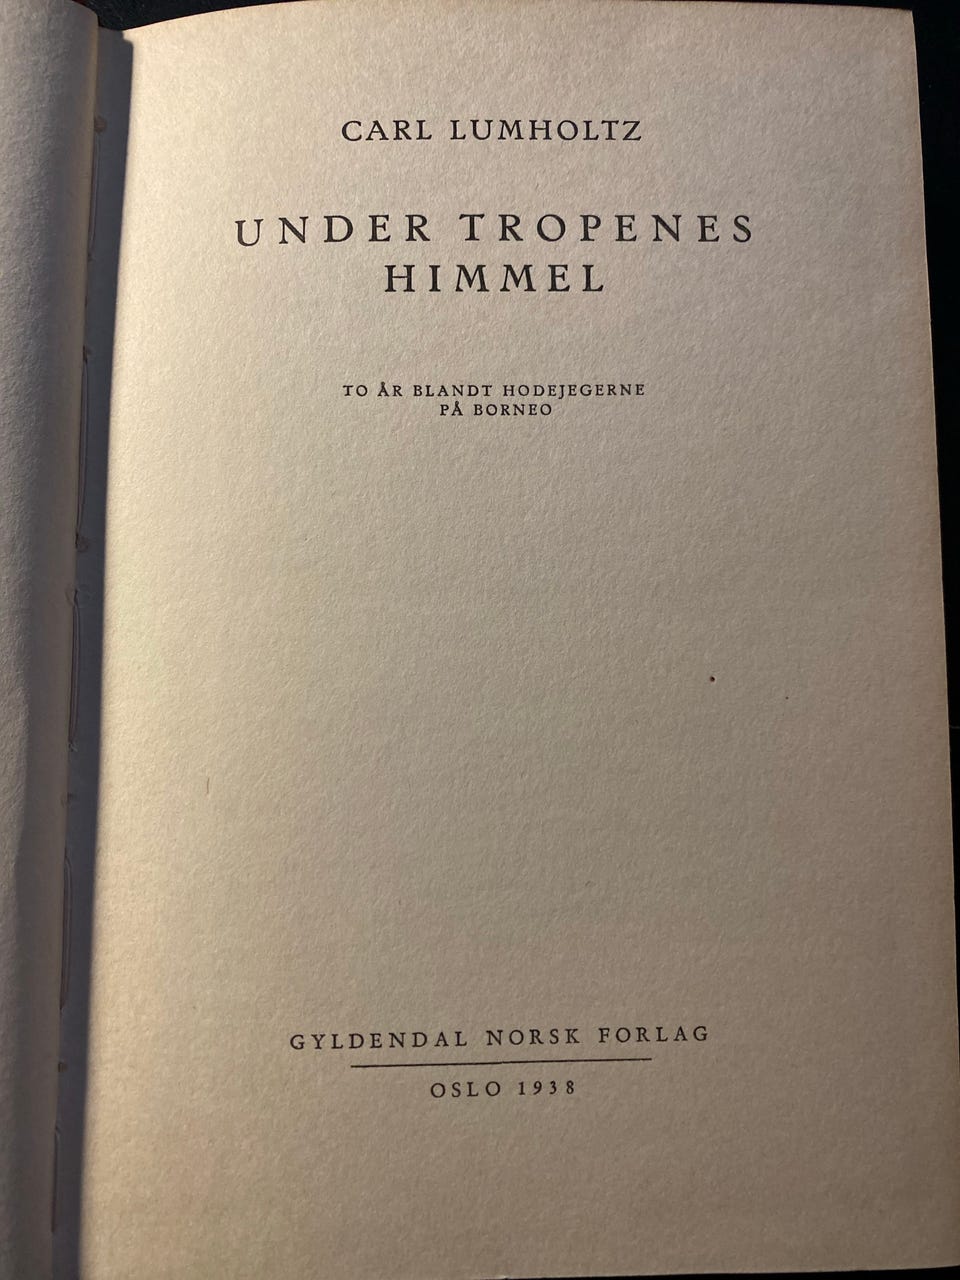 CARL LUMHOLTZ
UNDER TROPENES
HIMMEL
TO ÅR BLANDT HODEJEGERNE
PÅ BORNEO
GYLDENDAL NORSK FORLAG
OSLO 1938